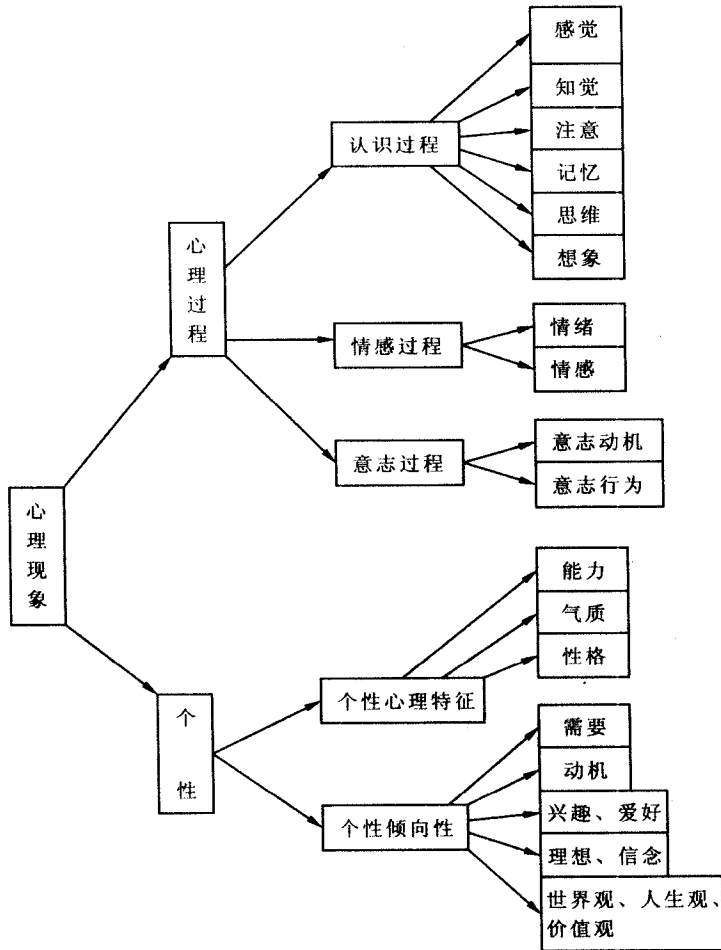 感觉
知觉
认识过程
注意
记忆
思维
想象
心理过程
情绪
情感过程
情感
意志动机
意志过程
意志行为
心理现象
能力
气质
性格
个性心理特征
个性
需要
动机
兴趣、爱好
个性倾向性
理想、信念
世界观、人生观、
价值观